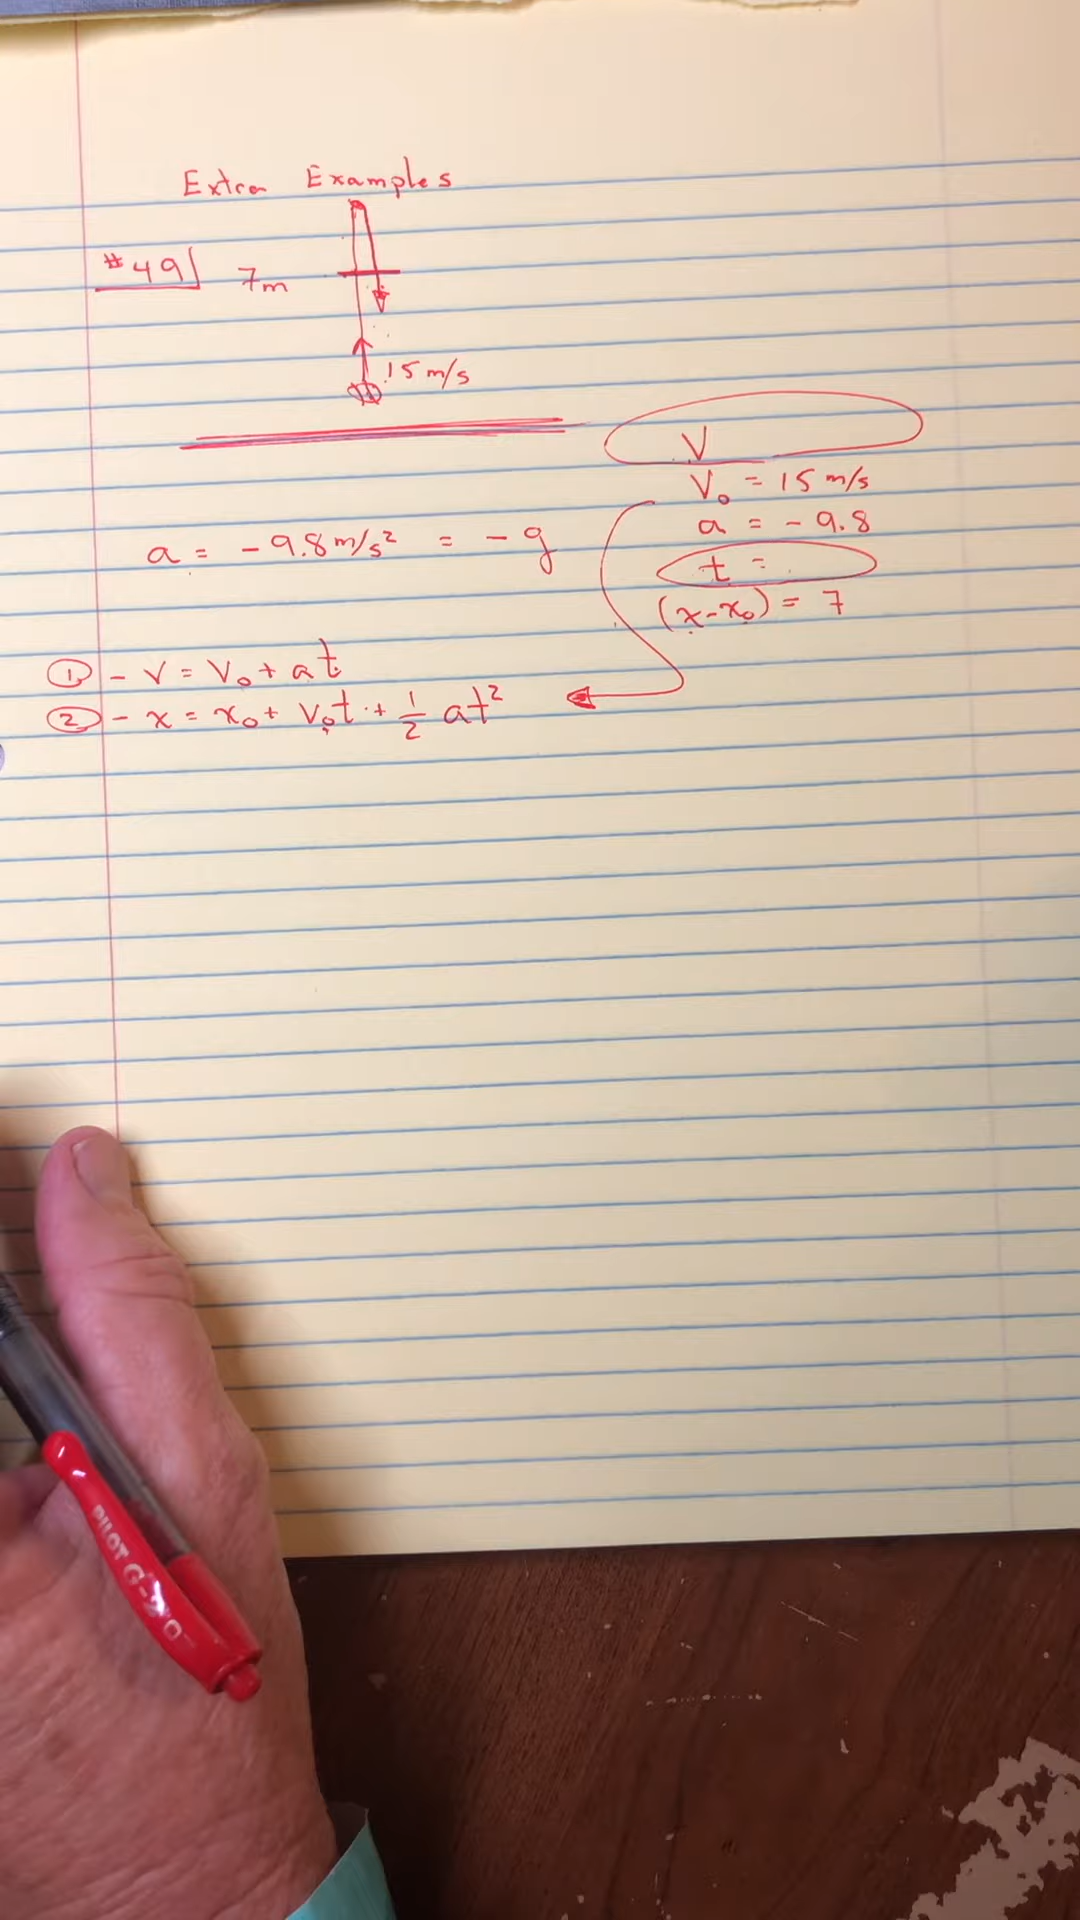 Extra Examples
#49
7m
15 m/s
V
V₀ = 15 m/s
a = -9.8
t =
(x-x₀) = 7
a = -9.8 m/s² = -g
① - v = v₀ + at
② - x = x₀ + v₀t + 1/2 at²
PILOT G-2